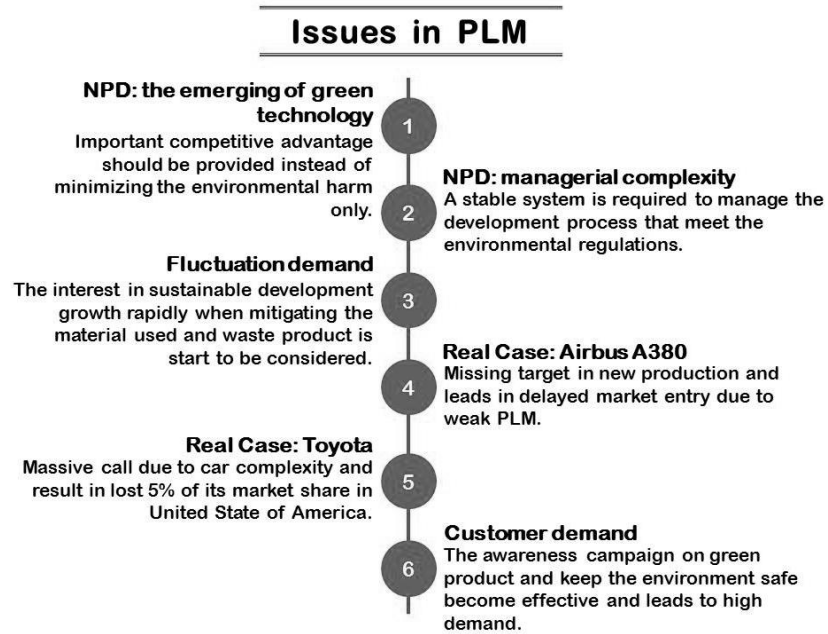 Issues in PLM
NPD: the emerging of green
technology
Important competitive advantage
should be provided instead of
minimizing the environmental harm
only.
1
NPD: managerial complexity
A stable system is required to manage the
development process that meet the
environmental regulations.
2
Fluctuation demand
The interest in sustainable development
growth rapidly when mitigating the
material used and waste product is
start to be considered.
3
Real Case: Airbus A380
Missing target in new production and
leads in delayed market entry due to
weak PLM.
4
Real Case: Toyota
Massive call due to car complexity and
result in lost 5% of its market share in
United State of America.
5
Customer demand
The awareness campaign on green
product and keep the environment safe
become effective and leads to high
demand.
6